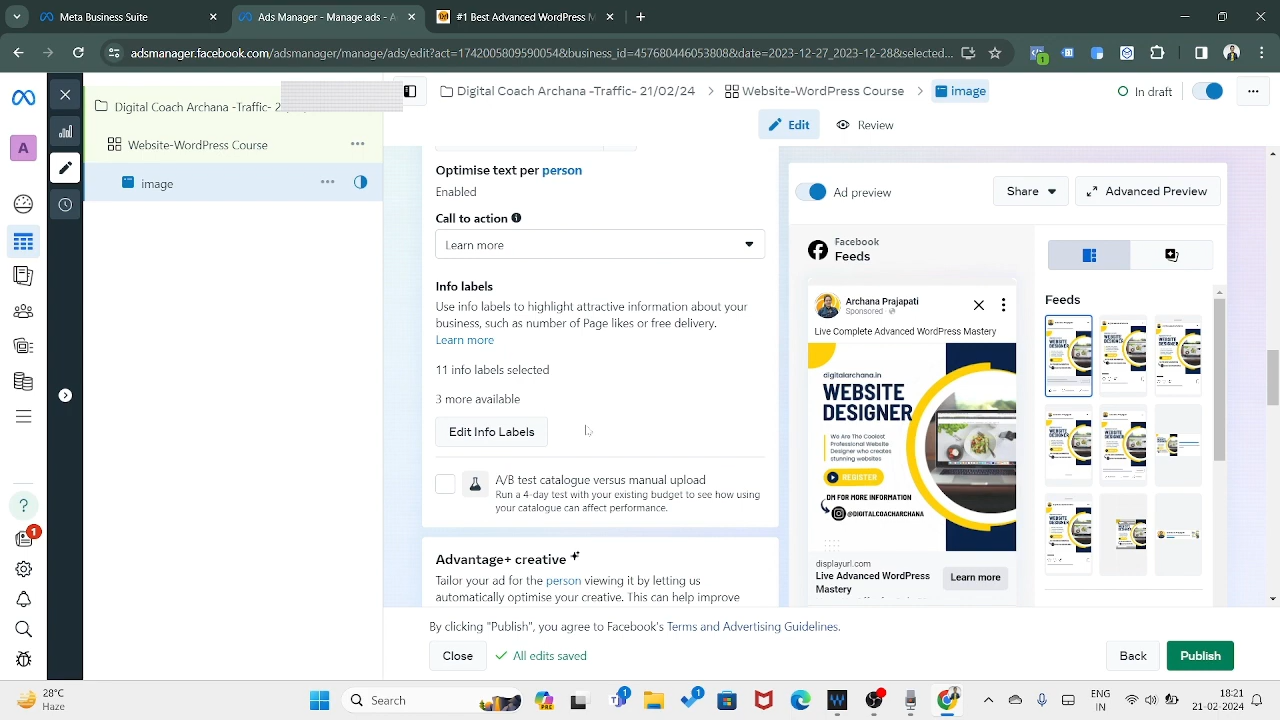 Meta Business Suite
Ads Manager - Manage ads - Ad
#1 Best Advanced WordPress M
adsmanager.facebook.com/adsmanager/manage/ads/edit?act=1742005809590054&business_id=457680446053808&date=2023-12-27_2023-12-28&selected...
Digital Coach Archana -Traffic- 2
Digital Coach Archana -Traffic- 21/02/24
Website-WordPress Course
image
In draft
Edit
Review
A
Website-WordPress Course
image
Optimise text per person
Enabled
Call to action
Learn more
Info labels
Use info labels to highlight attractive information about your
business, such as number of Page likes or free delivery.
Learn more
11 info labels selected
3 more available
Edit Info Labels
A/B test catalogue versus manual upload
Run a 4-day test with your existing budget to see how using
your catalogue can affect performance.
Advantage+ creative
Tailor your ad for the person viewing it by letting us
automatically optimise your creative. This can help improve
Ad preview
Share
Advanced Preview
Facebook
Feeds
Archana Prajapati
Sponsored
Live Complete Advanced WordPress Mastery
digitalarchana.in
WEBSITE
DESIGNER
We Are The Coolest
Professional Website
Designer who creates
stunning websites
REGISTER
DM FOR MORE INFORMATION
@DIGITALCOACHARCHANA
displayurl.com
Live Advanced WordPress
Mastery
Learn more
Feeds
By clicking "Publish", you agree to Facebook's Terms and Advertising Guidelines.
Close
All edits saved
Back
Publish
28°C
Haze
Search
ENG
IN
18:21
21-02-2024